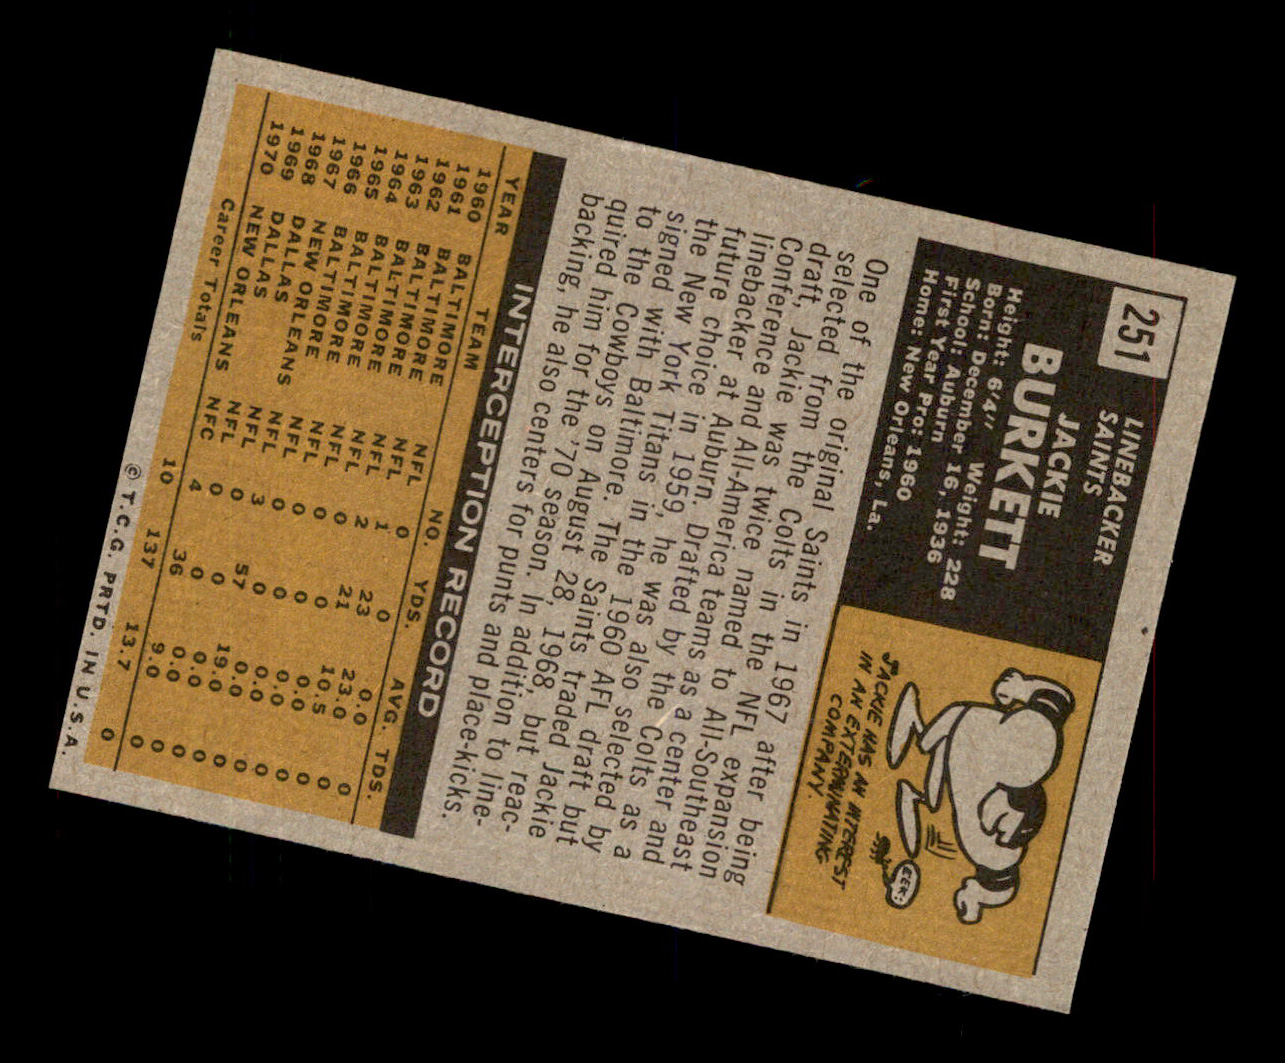 251
LINEBACKER
SAINTS
JACKIE
BURKETT
Height: 6'4" Weight: 228
Born: December 16, 1936
School: Auburn
First Year Pro: 1960
Home: New Orleans, La.
EEK!
JACKIE HAS AN INTEREST
IN AN EXTERMINATING
COMPANY.
One of the original Saints in 1967 after being
selected from the Colts in the NFL expansion
draft, Jackie was twice named to All-Southeast
Conference and All-America teams as a center and
linebacker at Auburn. Drafted by the Colts as a
future choice in 1959, he was also selected by
the New York Titans in the 1960 AFL draft but
signed with Baltimore. The Saints traded Jackie
to the Cowboys on August 28, 1968, but reac-
quired him for the '70 season. In addition to line-
backing, he also centers for punts and place-kicks.
INTERCEPTION RECORD
YEAR TEAM NO. YDS. AVG. TDS.
1960 BALTIMORE NFL 0 0 0.0 0
1961 BALTIMORE NFL 1 23 23.0 0
1962 BALTIMORE NFL 2 21 10.5 0
1963 BALTIMORE NFL 0 0 0.0 0
1964 BALTIMORE NFL 0 0 0.0 0
1965 BALTIMORE NFL 0 0 0.0 0
1966 BALTIMORE NFL 3 57 19.0 0
1967 NEW ORLEANS NFL 0 0 0.0 0
1968 DALLAS NFL 0 0 0.0 0
1969 DALLAS NFL 0 0 0.0 0
1970 NEW ORLEANS NFC 4 36 9.0 0
Career Totals 10 137 13.7 0
© T.C.G. PRTD. IN U.S.A.